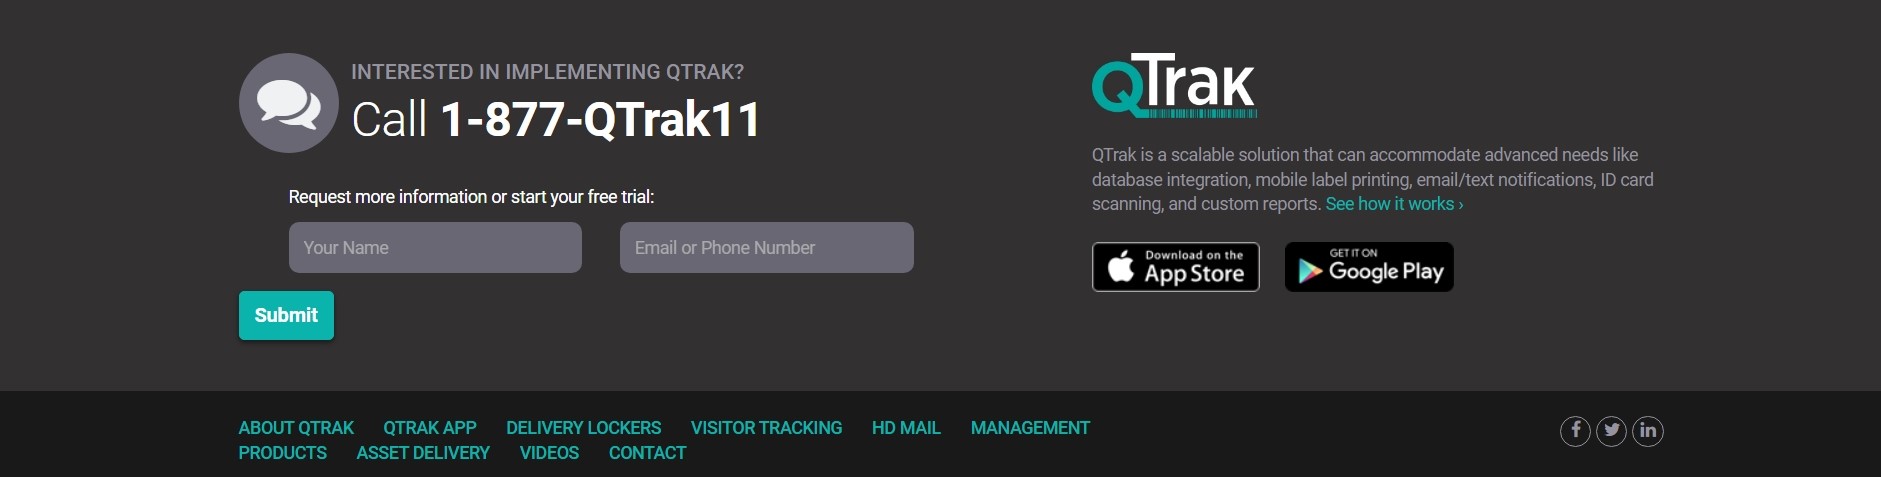 INTERESTED IN IMPLEMENTING QTRAK?
Call 1-877-QTrak11
Request more information or start your free trial:
Your Name
Email or Phone Number
Submit
QTrak
QTrak is a scalable solution that can accommodate advanced needs like
database integration, mobile label printing, email/text notifications, ID card
scanning, and custom reports. See how it works ›
Download on the
App Store
GET IT ON
Google Play
ABOUT QTRAK QTRAK APP DELIVERY LOCKERS VISITOR TRACKING HD MAIL MANAGEMENT
PRODUCTS ASSET DELIVERY VIDEOS CONTACT